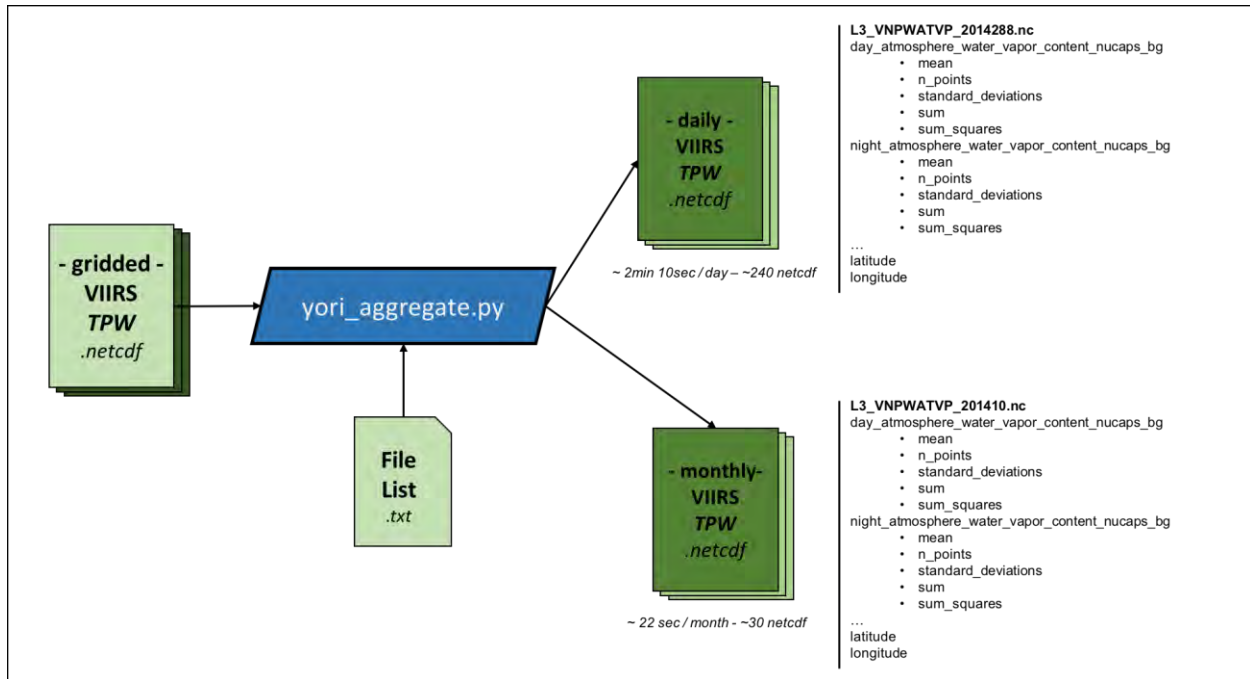 - gridded -
VIIRS
TPW
.netcdf
yori_aggregate.py
File
List
.txt
- daily -
VIIRS
TPW
.netcdf
~ 2min 10sec / day – ~240 netcdf
- monthly-
VIIRS
TPW
.netcdf
~ 22 sec / month - ~30 netcdf
L3_VNPWATVP_2014288.nc
day_atmosphere_water_vapor_content_nucaps_bg
• mean
• n_points
• standard_deviations
• sum
• sum_squares
night_atmosphere_water_vapor_content_nucaps_bg
• mean
• n_points
• standard_deviations
• sum
• sum_squares
...
latitude
longitude
L3_VNPWATVP_201410.nc
day_atmosphere_water_vapor_content_nucaps_bg
• mean
• n_points
• standard_deviations
• sum
• sum_squares
night_atmosphere_water_vapor_content_nucaps_bg
• mean
• n_points
• standard_deviations
• sum
• sum_squares
...
latitude
longitude